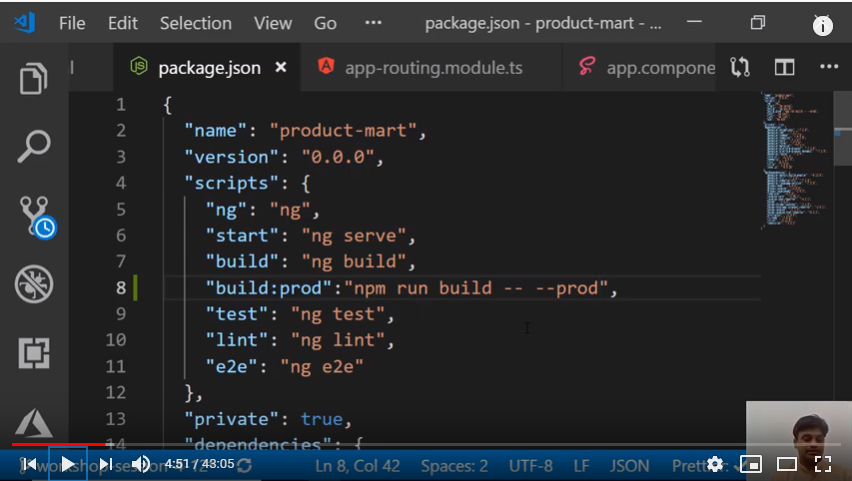 File Edit Selection View Go ••• package.json - product-mart - ...
package.json × app-routing.module.ts app.compone
1 {
2 "name": "product-mart",
3 "version": "0.0.0",
4 "scripts": {
5 "ng": "ng",
6 "start": "ng serve",
7 "build": "ng build",
8 "build:prod":"npm run build -- --prod",
9 "test": "ng test",
10 "lint": "ng lint",
11 "e2e": "ng e2e"
12 },
13 "private": true,
14 "dependencies": {
workshop-session 12
4:51 / 43:05
Ln 8, Col 42 Spaces: 2 UTF-8 LF JSON Prettier